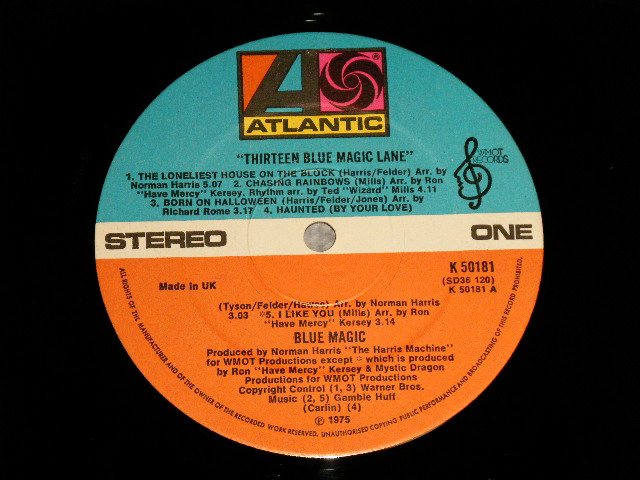 ATLANTIC
"THIRTEEN BLUE MAGIC LANE"
WMOT
RECORDS
1. THE LONELIEST HOUSE ON THE BLOCK (Harris/Felder) Arr. by
Norman Harris 5.07 2. CHASING RAINBOWS (Mills) Arr. by Ron
"Have Mercy" Kersey. Rhythm arr. by Ted "Wizard" Mills 4.11
3. BORN ON HALLOWEEN (Harris/Felder/Jones) Arr. by
Richard Rome 3.17 4. HAUNTED (BY YOUR LOVE)
STEREO ONE
K 50181
(SD36 120)
K 50181 A
Made in UK
(Tyson/Felder/Hawes) Arr. by Norman Harris
3.03 *5. I LIKE YOU (Mills) Arr. by Ron
"Have Mercy" Kersey 3.14
BLUE MAGIC
Produced by Norman Harris "The Harris Machine"
for WMOT Productions except * which is produced
by Ron "Have Mercy" Kersey & Mystic Dragon
Productions for WMOT Productions
Copyright Control (1, 3) Warner Bros.
Music (2, 5) Gamble Huff
(Carlin) (4)
℗ 1975
ALL RIGHTS OF THE MANUFACTURER AND OF THE OWNER OF THE RECORDED WORK RESERVED. UNAUTHORISED COPYING PUBLIC PERFORMANCE AND BROADCASTING OF THIS RECORD PROHIBITED.